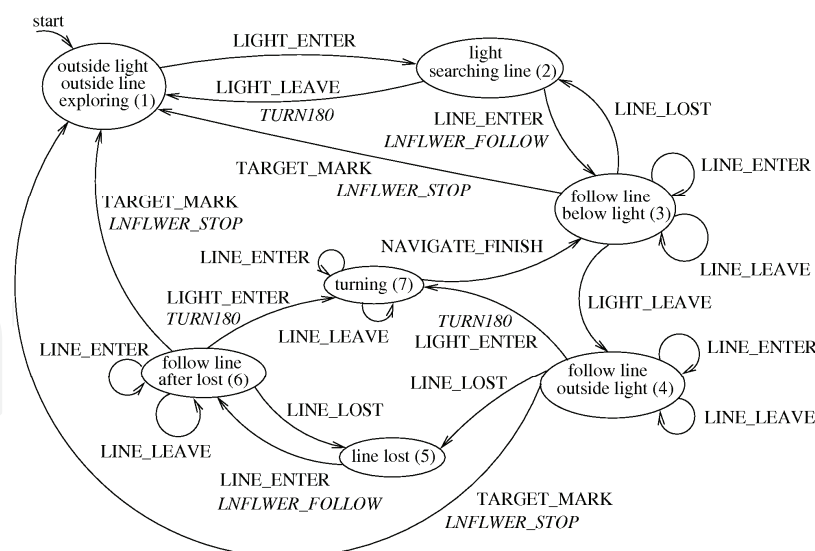 start
LIGHT_ENTER
light
searching line (2)
outside light
outside line
exploring (1)
LIGHT_LEAVE
TURN180
LINE_ENTER
LNFLWER_FOLLOW
LINE_LOST
TARGET_MARK
LNFLWER_STOP
LINE_ENTER
follow line
below light (3)
TARGET_MARK
LNFLWER_STOP
LINE_ENTER
NAVIGATE_FINISH
LINE_LEAVE
turning (7)
LIGHT_ENTER
TURN180
LINE_LEAVE
TURN180
LIGHT_ENTER
LIGHT_LEAVE
LINE_ENTER
follow line
after lost (6)
LINE_LOST
follow line
outside light (4)
LINE_ENTER
LINE_LOST
LINE_LEAVE
LINE_LEAVE
line lost (5)
LINE_ENTER
LNFLWER_FOLLOW
TARGET_MARK
LNFLWER_STOP